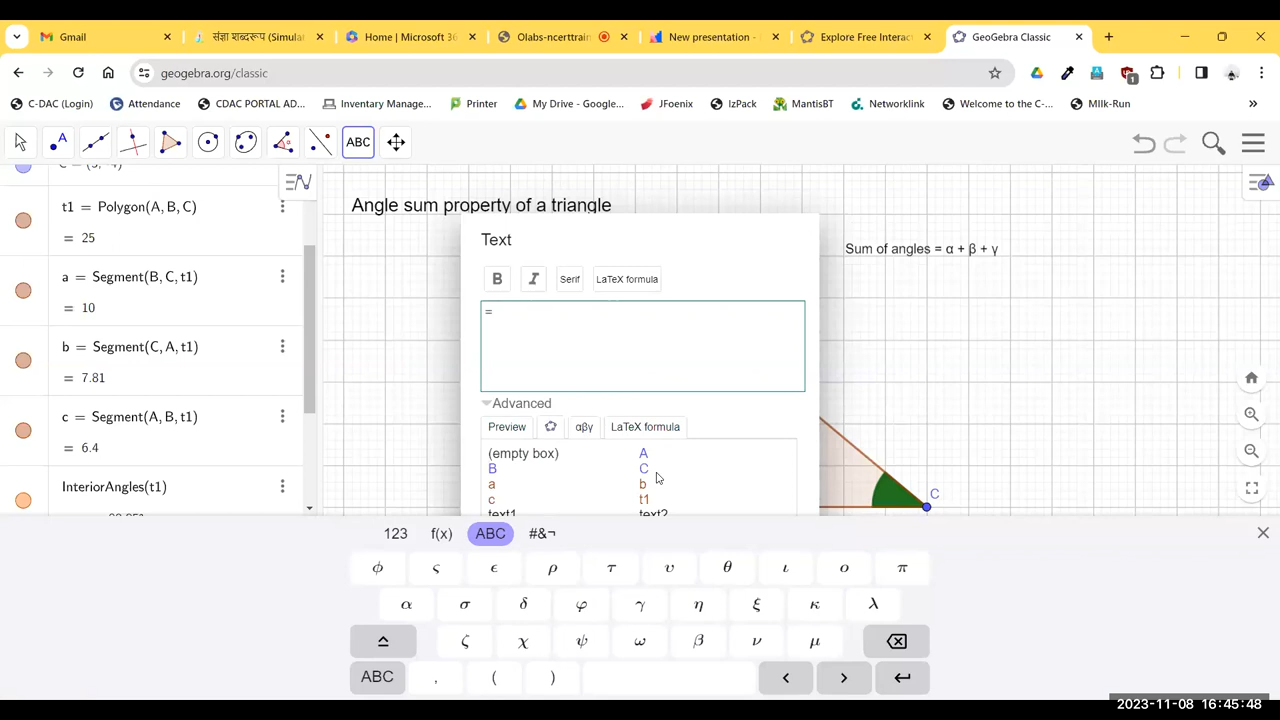 Gmail
संज्ञा शब्दरूप (Simula
Home | Microsoft 36
Olabs-ncerttrain
New presentation -
Explore Free Interac
GeoGebra Classic
geogebra.org/classic
C-DAC (Login)
Attendance
CDAC PORTAL AD...
Inventory Manage...
Printer
My Drive - Google...
JFoenix
IzPack
MantisBT
Networklink
Welcome to the C-...
MIlk-Run
ABC
t1 = Polygon(A, B, C)
= 25
a = Segment(B, C, t1)
= 10
b = Segment(C, A, t1)
= 7.81
c = Segment(A, B, t1)
= 6.4
InteriorAngles(t1)
Angle sum property of a triangle
Sum of angles = α + β + γ
C
Text
B I Serif LaTeX formula
=
Advanced
Preview αβγ LaTeX formula
(empty box) A
B C
a b
c t1
text1 text2
123 f(x) ABC #&¬
ϕ ς ϵ ρ τ υ θ ι ο π
α σ δ φ γ η ξ κ λ
ζ χ ψ ω β ν μ
ABC , ( )
2023-11-08 16:45:48